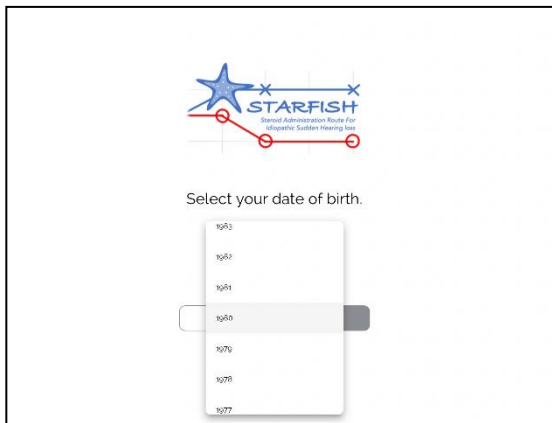 STARFISH
Steroid Administration Route For
Idiopathic Sudden Hearing loss
Select your date of birth.
1983
1982
1981
1980
1979
1978
1977